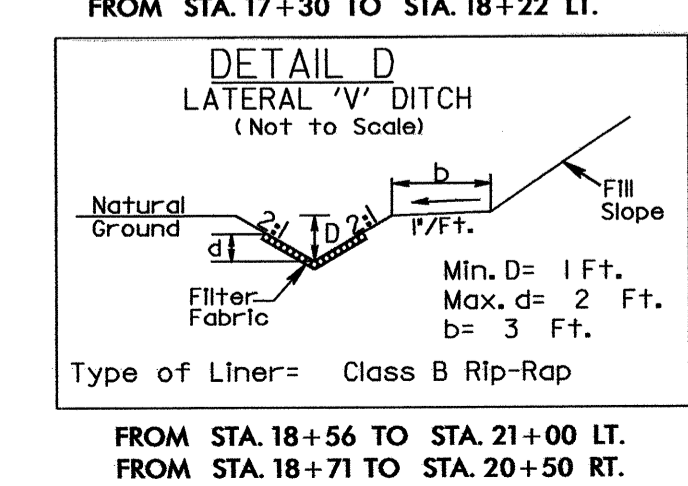 FROM STA. 17+30 TO STA. 18+22 LT.
DETAIL D
LATERAL 'V' DITCH
(Not to Scale)
b
Natural
Ground
2:1
D
2:1
1"/Ft.
Fill
Slope
d
Filter
Fabric
Min. D= 1 Ft.
Max. d= 2 Ft.
b= 3 Ft.
Type of Liner= Class B Rip-Rap
FROM STA. 18+56 TO STA. 21+00 LT.
FROM STA. 18+71 TO STA. 20+50 RT.